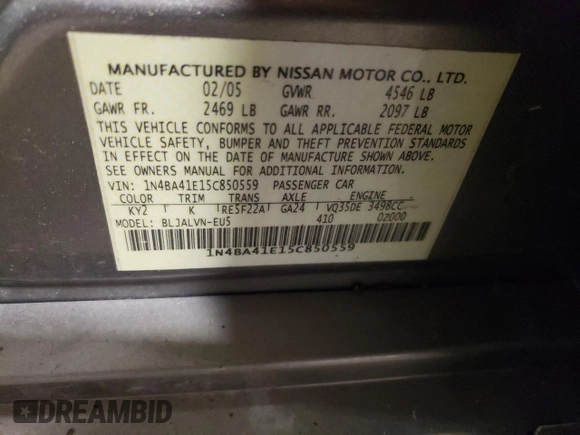 MANUFACTURED BY NISSAN MOTOR CO., LTD.
DATE 02/05 GVWR 4546 LB
GAWR FR. 2469 LB GAWR RR. 2097 LB
THIS VEHICLE CONFORMS TO ALL APPLICABLE FEDERAL MOTOR
VEHICLE SAFETY, BUMPER AND THEFT PREVENTION STANDARDS
IN EFFECT ON THE DATE OF MANUFACTURE SHOWN ABOVE.
SEE OWNERS MANUAL FOR ADDITIONAL INFORMATION.
VIN: 1N4BA41E15C850559 PASSENGER CAR
COLOR TRIM TRANS AXLE ENGINE
KY2 K RE5F22A GA24 VQ35DE 3498CC
MODEL: BLJALVN-EU5 410 02000
1N4BA41E15C850559
DREAMBID